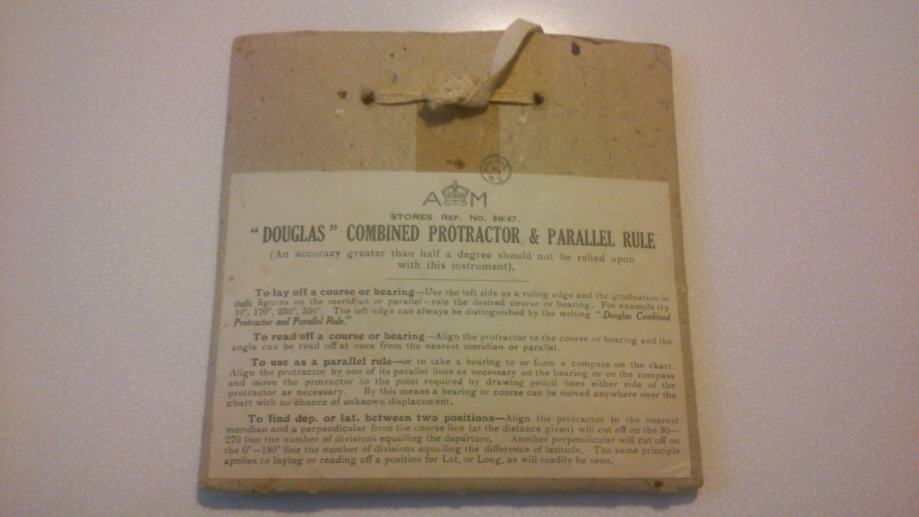 A M
STORES REF. NO. 6B/47.
"DOUGLAS" COMBINED PROTRACTOR & PARALLEL RULE
(An accuracy greater than half a degree should not be relied upon
with this instrument).
To lay off a course or bearing—Use the left side as a ruling edge and the graduation in
italic figures on the meridian or parallel—rule the desired course or bearing. For example try
10°, 170°, 230°, 350°. The left edge can always be distinguished by the writing "Douglas Combined
Protractor and Parallel Rule."
To read off a course or bearing—Align the protractor to the course or bearing and the
angle can be read off at once from the nearest meridian or parallel.
To use as a parallel rule—or to take a bearing to or from a compass on the chart.
Align the protractor by one of its parallel lines as necessary on the bearing or on the compass
and move the protractor to the point required by drawing pencil lines either side of the
protractor as necessary. By this means a bearing or course can be moved anywhere over the
chart with no chance of unknown displacement.
To find dep. or lat. between two positions—Align the protractor to the nearest
meridian and a perpendicular from the course line (at the distance given) will cut off on the 90—
270 line the number of divisions equalling the departure. Another perpendicular will cut off on
the 0°—180° line the number of divisions equalling the difference of latitude. The same principle
applies to laying or reading off a position for Lat. or Long. as will readily be seen.